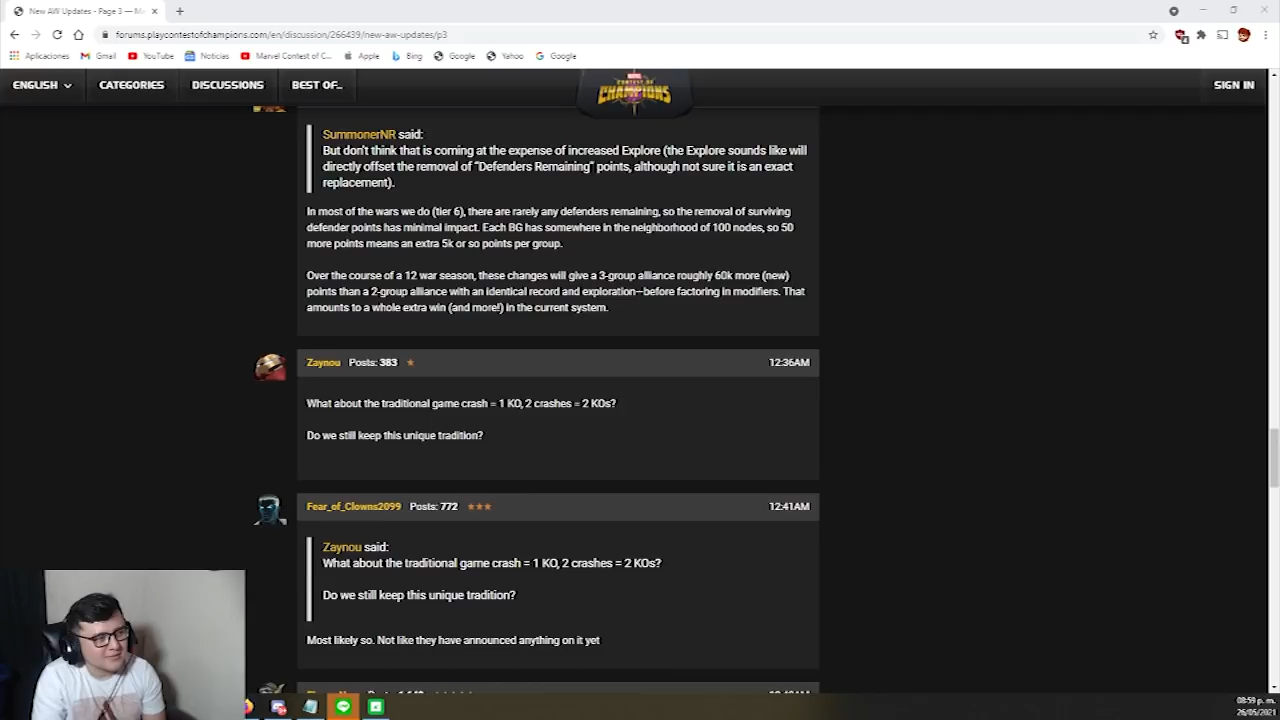 New AW Updates - Page 3 — Ma
forums.playcontestofchampions.com/en/discussion/266439/new-aw-updates/p3
Aplicaciones Gmail YouTube Noticias Marvel Contest of C... Apple Bing Google Yahoo Google
ENGLISH CATEGORIES DISCUSSIONS BEST OF... MARVEL CONTEST OF CHAMPIONS SIGN IN
SummonerNR said:
But don't think that is coming at the expense of increased Explore (the Explore sounds like will
directly offset the removal of “Defenders Remaining” points, although not sure it is an exact
replacement).
In most of the wars we do (tier 6), there are rarely any defenders remaining, so the removal of surviving
defender points has minimal impact. Each BG has somewhere in the neighborhood of 100 nodes, so 50
more points means an extra 5k or so points per group.
Over the course of a 12 war season, these changes will give a 3-group alliance roughly 60k more (new)
points than a 2-group alliance with an identical record and exploration—before factoring in modifiers. That
amounts to a whole extra win (and more!) in the current system.
Zaynou Posts: 383 12:36AM
What about the traditional game crash = 1 KO, 2 crashes = 2 KOs?
Do we still keep this unique tradition?
Fear_of_Clowns2099 Posts: 772 12:41AM
Zaynou said:
What about the traditional game crash = 1 KO, 2 crashes = 2 KOs?
Do we still keep this unique tradition?
Most likely so. Not like they have announced anything on it yet
08:59 p. m.
26/05/2021